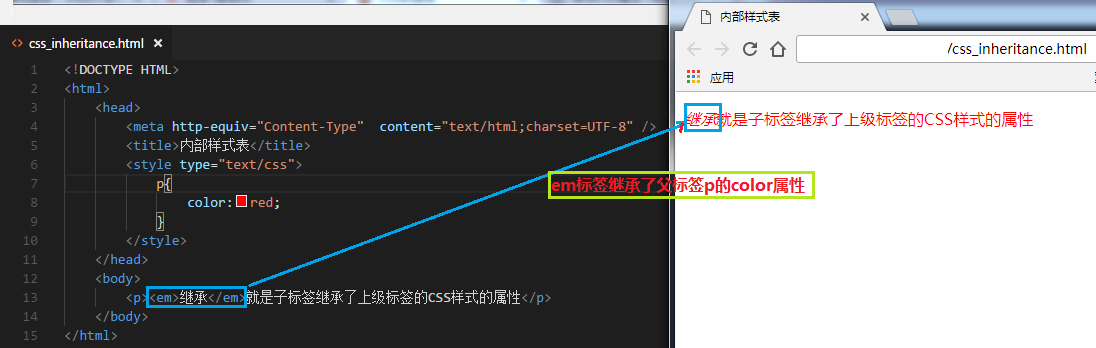 css_inheritance.html
1 <!DOCTYPE HTML>
2 <html>
3 <head>
4 <meta http-equiv="Content-Type"  content="text/html;charset=UTF-8" />
5 <title>内部样式表</title>
6 <style type="text/css">
7 p{
8 color:red;
9 }
10 </style>
11 </head>
12 <body>
13 <p><em>继承</em>就是子标签继承了上级标签的CSS样式的属性</p>
14 </body>
15 </html>
内部样式表
/css_inheritance.html
应用
继承就是子标签继承了上级标签的CSS样式的属性
em标签继承了父标签p的color属性